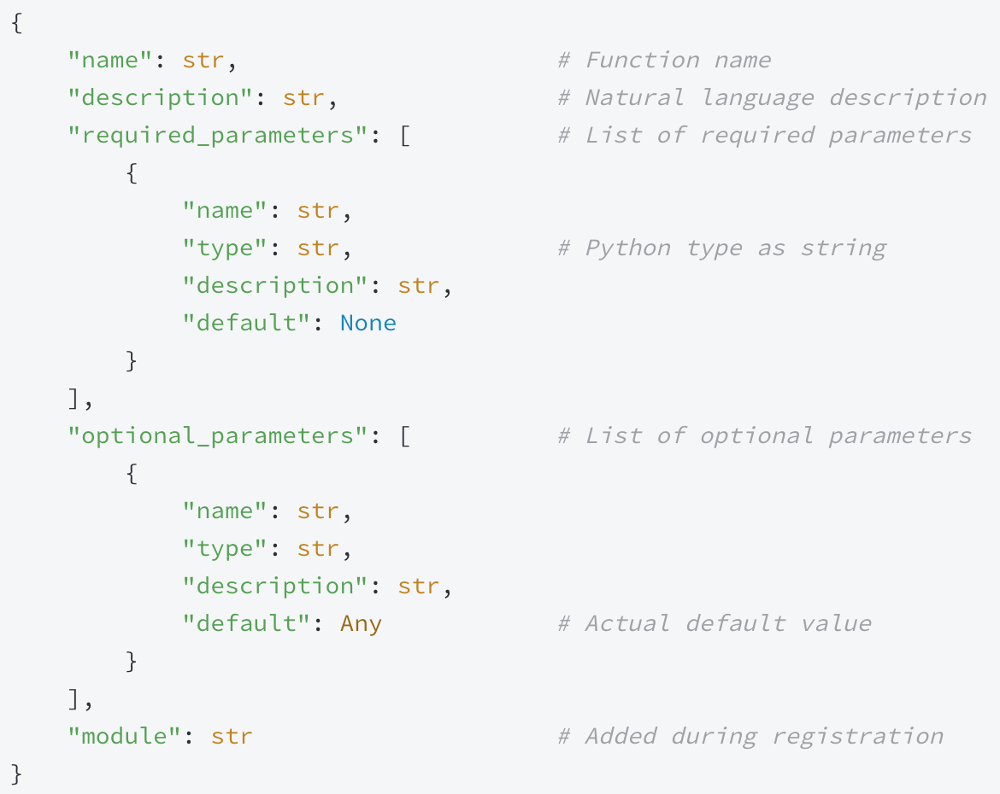 {
    "name": str,                      # Function name
    "description": str,               # Natural language description
    "required_parameters": [          # List of required parameters
        {
            "name": str,
            "type": str,              # Python type as string
            "description": str,
            "default": None
        }
    ],
    "optional_parameters": [          # List of optional parameters
        {
            "name": str,
            "type": str,
            "description": str,
            "default": Any            # Actual default value
        }
    ],
    "module": str                     # Added during registration
}